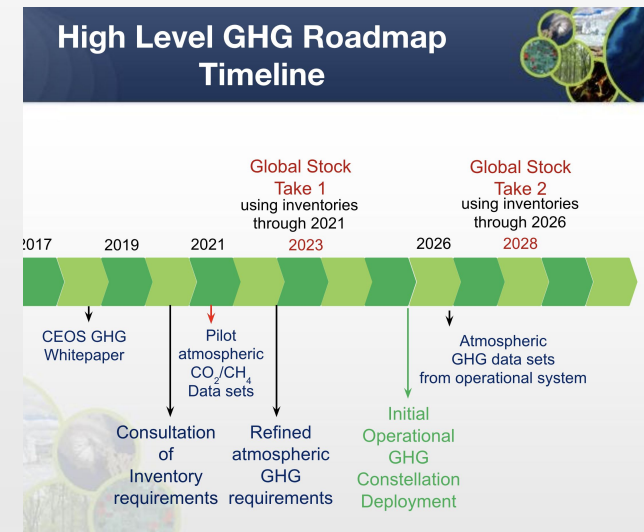 High Level GHG Roadmap
Timeline
Global Stock
Take 1
using inventories
through 2021
Global Stock
Take 2
using inventories
through 2026
2017 2019 2021 2023 2026 2028
CEOS GHG
Whitepaper
Pilot
atmospheric
CO2/CH4
Data sets
Atmospheric
GHG data sets
from operational system
Consultation
of
Inventory
requirements
Refined
atmospheric
GHG
requirements
Initial
Operational
GHG
Constellation
Deployment